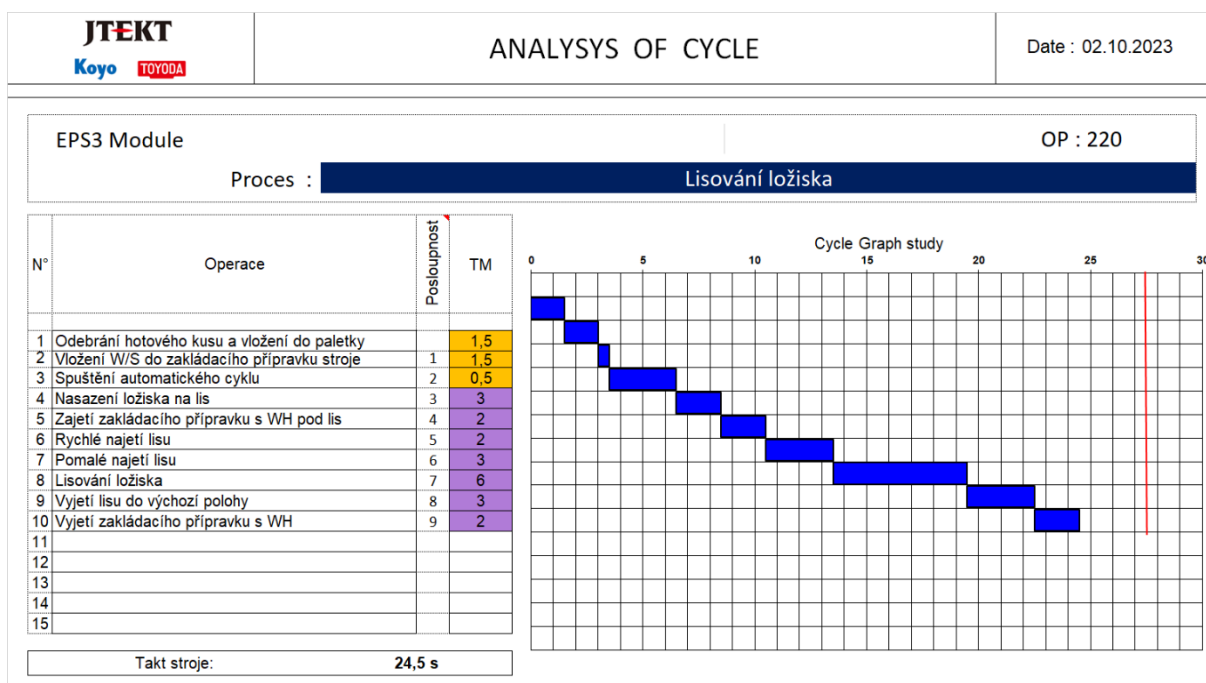 JTEKT
Koyo TOYODA
ANALYSYS OF CYCLE
Date : 02.10.2023
EPS3 Module
OP : 220
Proces :
Lisování ložiska
N° Operace Posloupnost TM
1 Odebrání hotového kusu a vložení do paletky 1,5
2 Vložení W/S do zakládacího přípravku stroje 1 1,5
3 Spuštění automatického cyklu 2 0,5
4 Nasazení ložiska na lis 3 3
5 Zajetí zakládacího přípravku s WH pod lis 4 2
6 Rychlé najetí lisu 5 2
7 Pomalé najetí lisu 6 3
8 Lisování ložiska 7 6
9 Vyjetí lisu do výchozí polohy 8 3
10 Vyjetí zakládacího přípravku s WH 9 2
11
12
13
14
15
Takt stroje: 24,5 s
Cycle Graph study
0 5 10 15 20 25 30